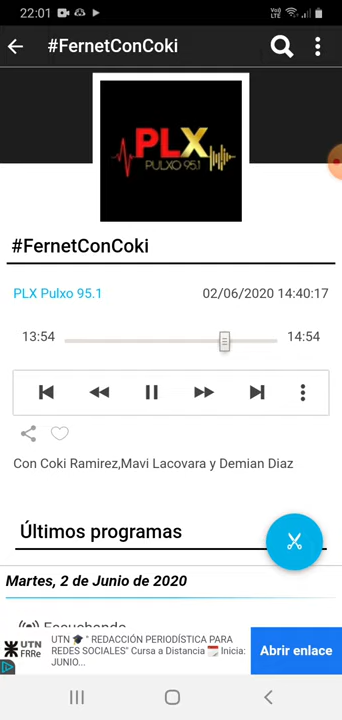 22:01
Vo))
LTE
#FernetConCoki
PLX
PULXO 95.1
#FernetConCoki
PLX Pulxo 95.1
02/06/2020 14:40:17
13:54
14:54
Con Coki Ramirez,Mavi Lacovara y Demian Diaz
Últimos programas
Martes, 2 de Junio de 2020
Escuchando
UTN
FRRe
UTN 🎓 " REDACCIÓN PERIODÍSTICA PARA
REDES SOCIALES" Cursa a Distancia 🗓️ Inicia:
JUNIO...
Abrir enlace